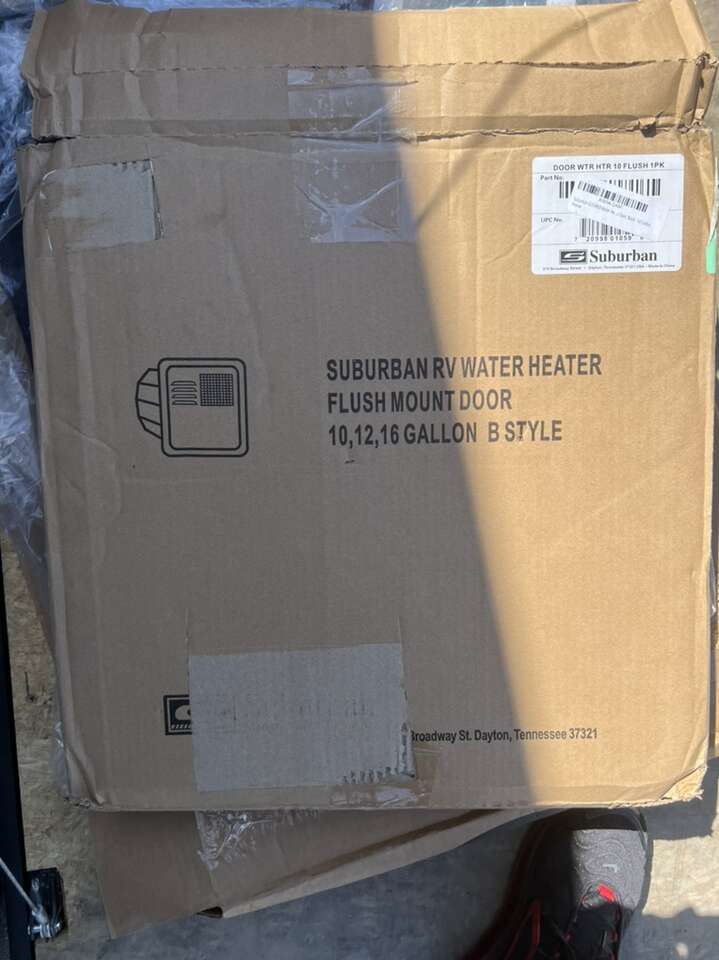 DOOR WTR HTR 10 FLUSH 1PK
Part No.
UPC No.
Suburban
SUBURBAN RV WATER HEATER
FLUSH MOUNT DOOR
10,12,16 GALLON B STYLE
Broadway St. Dayton, Tennessee 37321